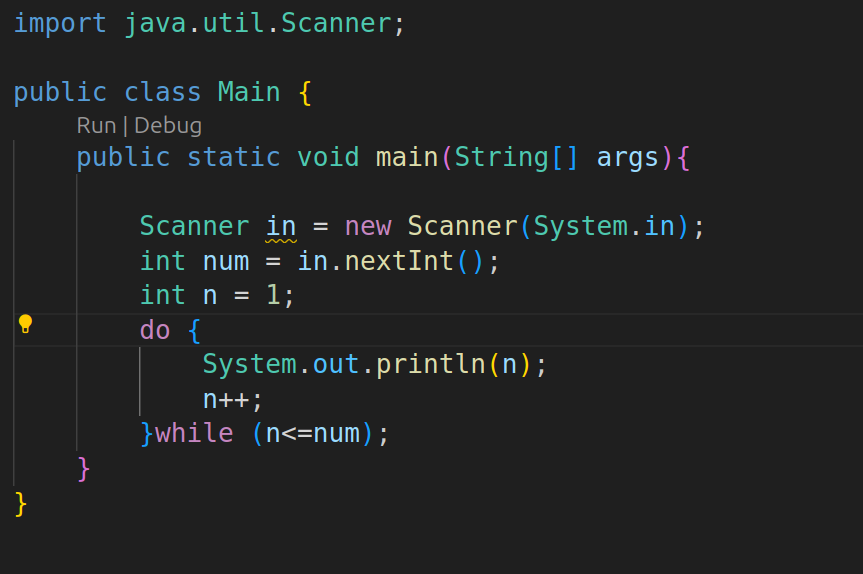 import java.util.Scanner;
public class Main {
Run | Debug
public static void main(String[] args){
Scanner in = new Scanner(System.in);
int num = in.nextInt();
int n = 1;
do {
System.out.println(n);
n++;
}while (n<=num);
}
}